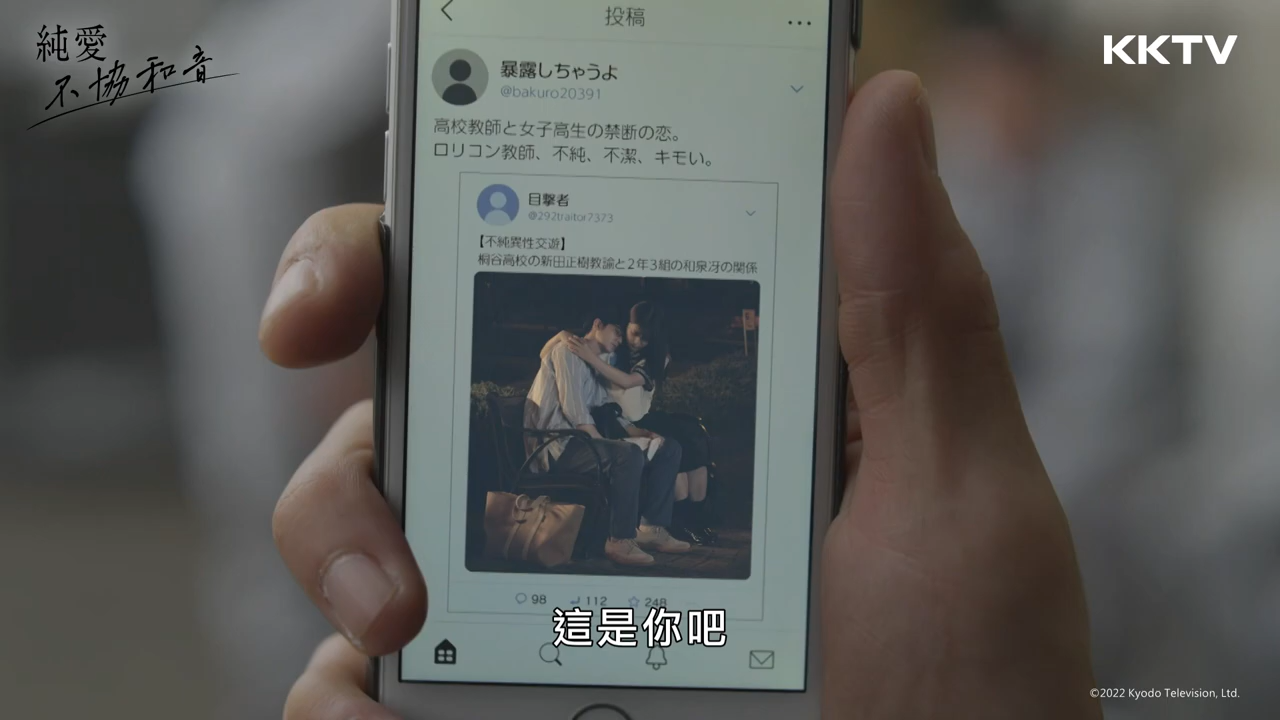 純愛
不協和音
KKTV
投稿
暴露しちゃうよ
@bakuro20391
高校教師と女子高生の禁断の恋。
ロリコン教師、不純、不潔、キモい。
目撃者
@292traitor7373
【不純異性交遊】
桐谷高校の新田正樹教諭と2年3組の和泉冴の関係
98 112 248
這是你吧
©2022 Kyodo Television, Ltd.